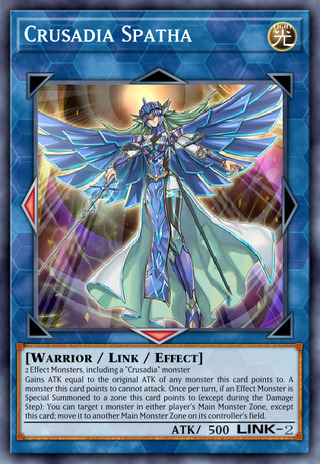 Crusadia Spatha
LIGHT
光
[Warrior / Link / Effect]
2 Effect Monsters, including a "Crusadia" monster
Gains ATK equal to the original ATK of any monster this card points to. A
monster this card points to cannot attack. Once per turn, if an Effect Monster is
Special Summoned to a zone this card points to (except during the Damage
Step): You can target 1 monster in either player's Main Monster Zone, except
this card; move it to another Main Monster Zone on its controller's field.
ATK/ 500 LINK-2